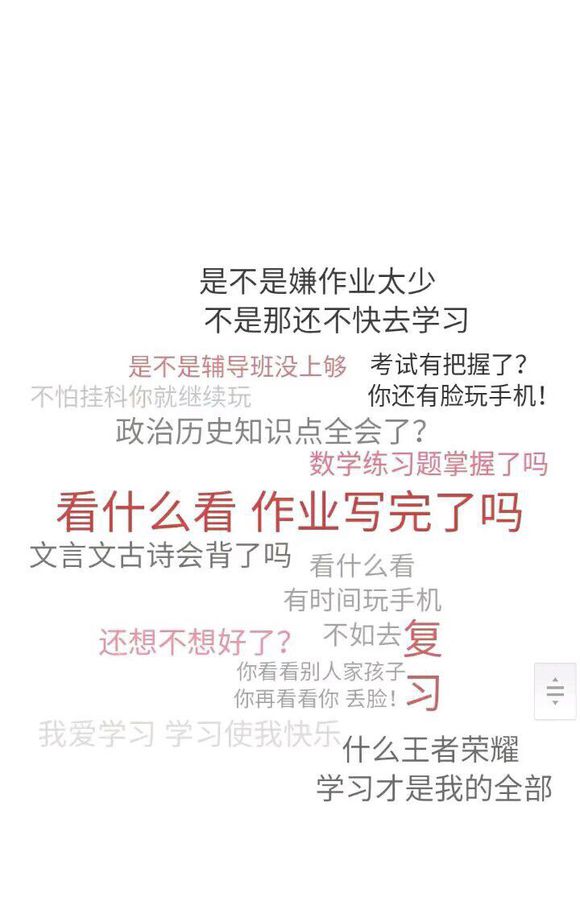 是不是嫌作业太少
不是那还不快去学习
是不是辅导班没上够
考试有把握了?
不怕挂科你就继续玩
你还有脸玩手机!
政治历史知识点全会了?
数学练习题掌握了吗
看什么看 作业写完了吗
文言文古诗会背了吗
看什么看
有时间玩手机
还想不想好了?
不如去复习
你看看别人家孩子
你再看看你 丢脸!
我爱学习 学习使我快乐
什么王者荣耀
学习才是我的全部